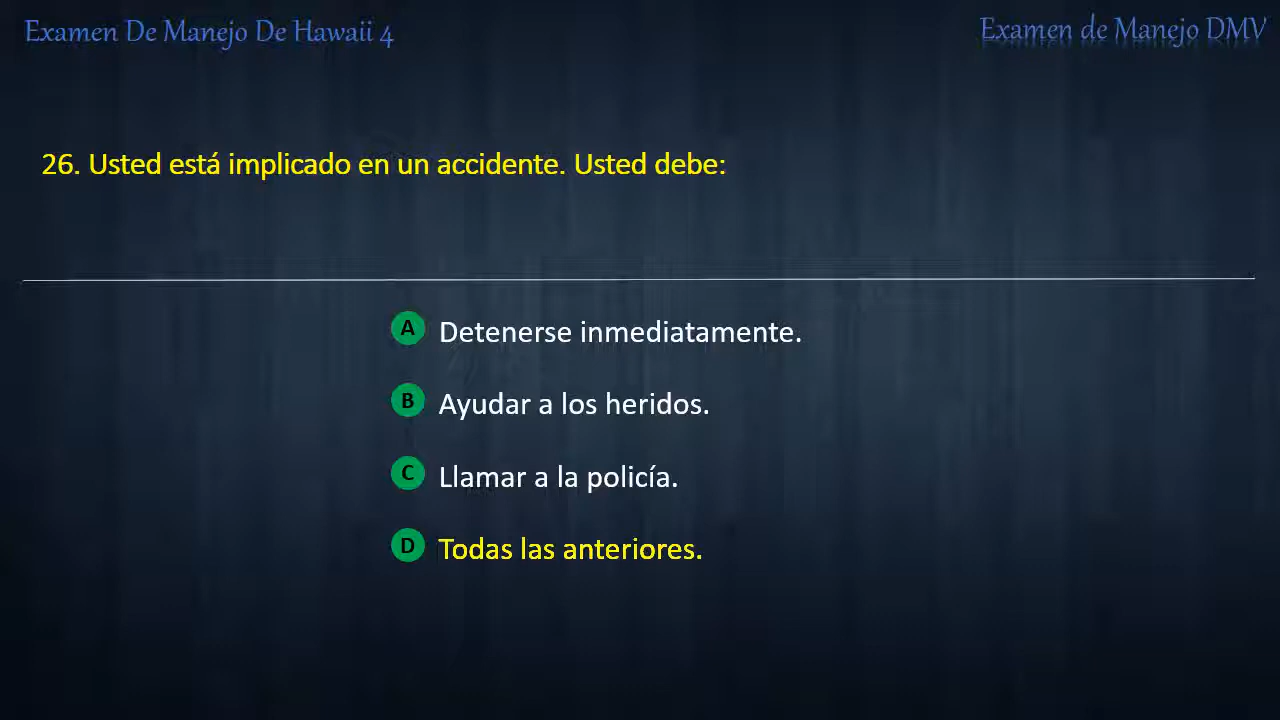 Examen De Manejo De Hawaii 4
Examen de Manejo DMV
26. Usted está implicado en un accidente. Usted debe:
A Detenerse inmediatamente.
B Ayudar a los heridos.
C Llamar a la policía.
D Todas las anteriores.